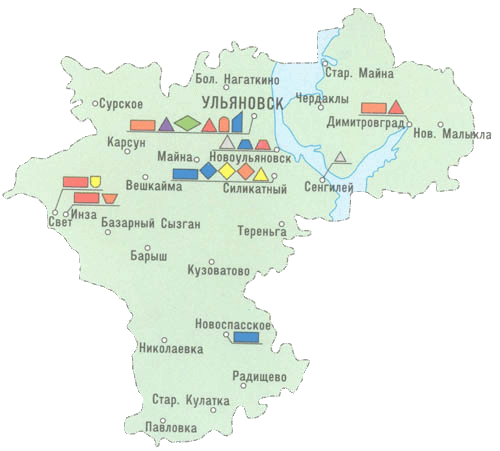 Стар. Майна
Бол. Нагаткино
УЛЬЯНОВСК
Чердаклы
Сурское
Димитровград
Нов. Малыкла
Карсун
Майна
Новоульяновск
Вешкайма
Силикатный
Сенгилей
Инза
Свет
Базарный Сызган
Тереньга
Барыш
Кузоватово
Новоспасское
Николаевка
Радищево
Стар. Кулатка
Павловка